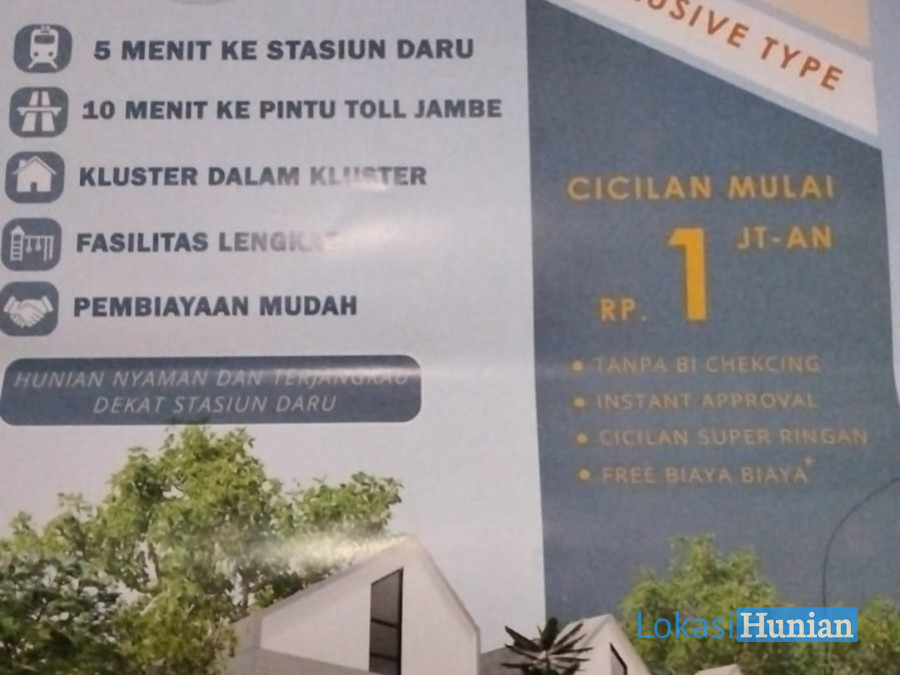 5 MENIT KE STASIUN DARU
10 MENIT KE PINTU TOLL JAMBE
KLUSTER DALAM KLUSTER
FASILITAS LENGKAP
PEMBIAYAAN MUDAH
HUNIAN NYAMAN DAN TERJANGKAU
DEKAT STASIUN DARU
USIVE TYPE
CICILAN MULAI
RP. 1 JT-AN
• TANPA BI CHEKCING
• INSTANT APPROVAL
• CICILAN SUPER RINGAN
• FREE BIAYA BIAYA*
LokasiHunian